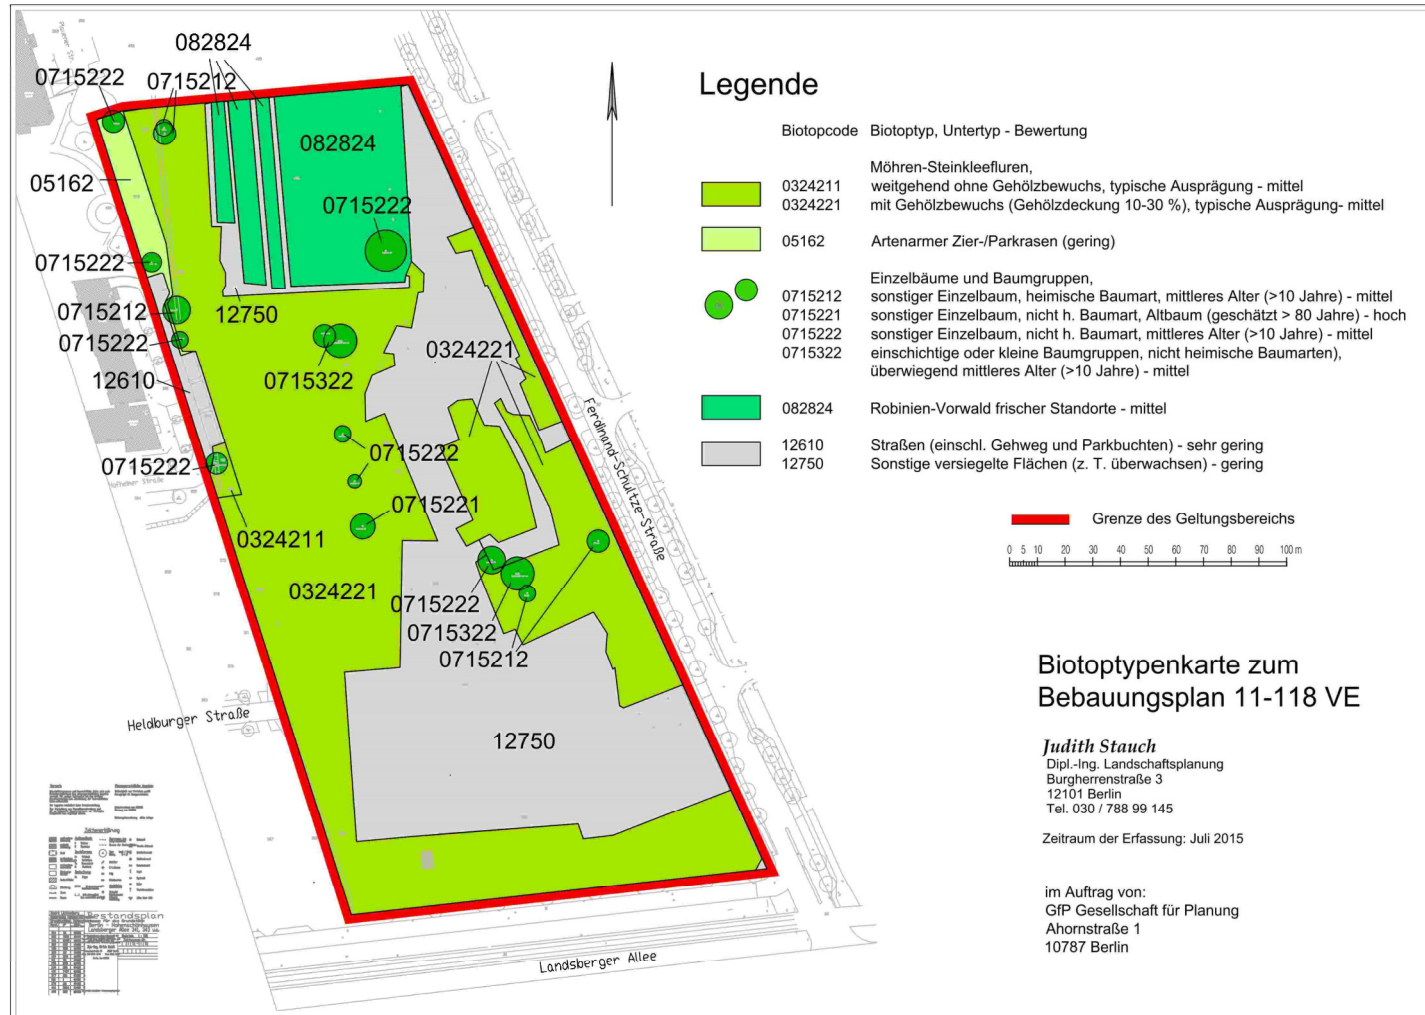 082824
0715222
0715212
082824
05162
0715222
0715222
12750
0715212
0715222
0324221
12610
0715322
0715222
0715222
0715221
0324211
0324221
0715222
0715322
0715212
12750
Ferdinand-Schultze-Straße
Heldburger Straße
Landsberger Allee
Zeichenerklärung
Bestandsplan
Legende
Biotopcode Biotoptyp, Untertyp - Bewertung
Möhren-Steinkleefluren,
0324211 weitgehend ohne Gehölzbewuchs, typische Ausprägung - mittel
0324221 mit Gehölzbewuchs (Gehölzdeckung 10-30 %), typische Ausprägung- mittel
05162 Artenarmer Zier-/Parkrasen (gering)
Einzelbäume und Baumgruppen,
0715212 sonstiger Einzelbaum, heimische Baumart, mittleres Alter (>10 Jahre) - mittel
0715221 sonstiger Einzelbaum, nicht h. Baumart, Altbaum (geschätzt > 80 Jahre) - hoch
0715222 sonstiger Einzelbaum, nicht h. Baumart, mittleres Alter (>10 Jahre) - mittel
0715322 einschichtige oder kleine Baumgruppen, nicht heimische Baumarten),
überwiegend mittleres Alter (>10 Jahre) - mittel
082824 Robinien-Vorwald frischer Standorte - mittel
12610 Straßen (einschl. Gehweg und Parkbuchten) - sehr gering
12750 Sonstige versiegelte Flächen (z. T. überwachsen) - gering
Grenze des Geltungsbereichs
0 5 10 20 30 40 50 60 70 80 90 100 m
Biotoptypenkarte zum
Bebauungsplan 11-118 VE
Judith Stauch
Dipl.-Ing. Landschaftsplanung
Burgherrenstraße 3
12101 Berlin
Tel. 030 / 788 99 145
Zeitraum der Erfassung: Juli 2015
im Auftrag von:
GfP Gesellschaft für Planung
Ahornstraße 1
10787 Berlin